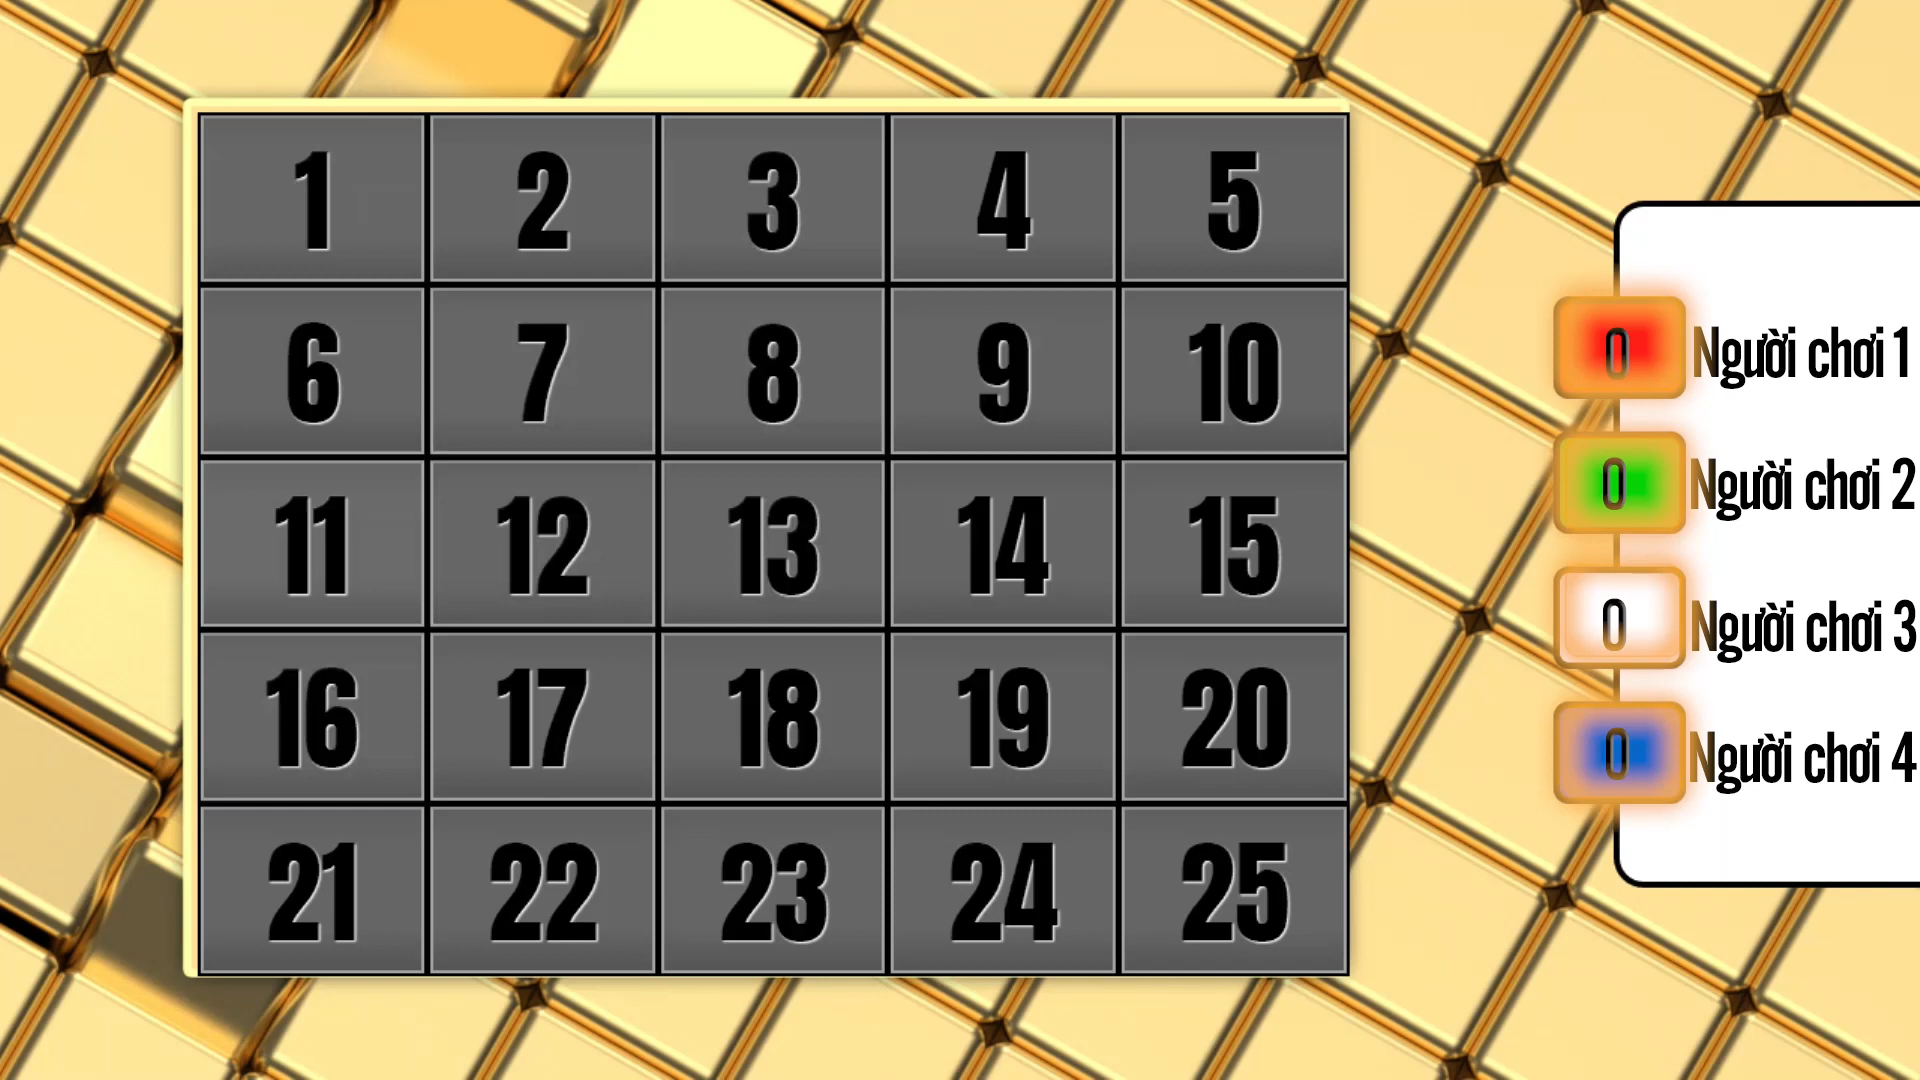 1 2 3 4 5
6 7 8 9 10
11 12 13 14 15
16 17 18 19 20
21 22 23 24 25
0 Người chơi 1
0 Người chơi 2
0 Người chơi 3
0 Người chơi 4